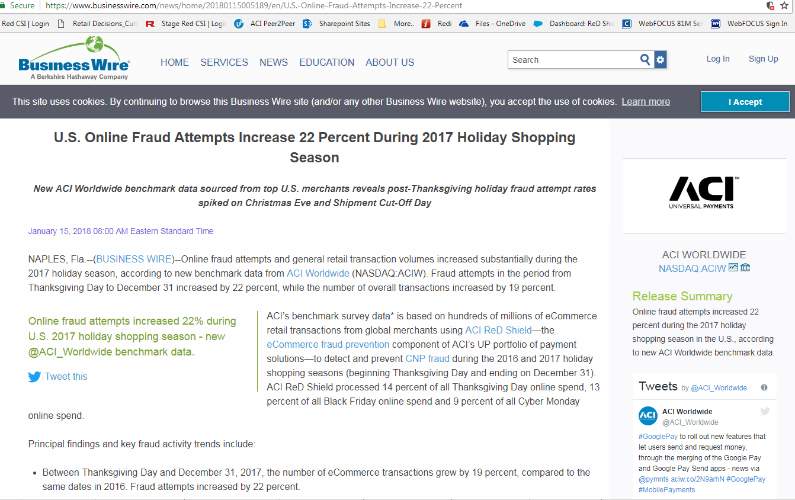 Secure https://www.businesswire.com/news/home/20180115005189/en/U.S.-Online-Fraud-Attempts-Increase-22-Percent
Red CSI | Login Retail Decisions_Cur Stage Red CSI | Logi ACI Peer2Peer Sharepoint Sites More.. Redi Files - OneDrive Dashboard: ReD Shi WebFOCUS 81M Se WebFOCUS Sign In
Business Wire
A Berkshire Hathaway Company
HOME SERVICES NEWS EDUCATION ABOUT US
Search
Log In Sign Up
This site uses cookies. By continuing to browse this Business Wire site (and/or any other Business Wire website), you accept the use of cookies. Learn more
I Accept
U.S. Online Fraud Attempts Increase 22 Percent During 2017 Holiday Shopping
Season
New ACI Worldwide benchmark data sourced from top U.S. merchants reveals post-Thanksgiving holiday fraud attempt rates
spiked on Christmas Eve and Shipment Cut-Off Day
January 15, 2018 08:00 AM Eastern Standard Time
NAPLES, Fla.--(BUSINESS WIRE)--Online fraud attempts and general retail transaction volumes increased substantially during the
2017 holiday season, according to new benchmark data from ACI Worldwide (NASDAQ:ACIW). Fraud attempts in the period from
Thanksgiving Day to December 31 increased by 22 percent, while the number of overall transactions increased by 19 percent.
Online fraud attempts increased 22% during
U.S. 2017 holiday shopping season - new
@ACI_Worldwide benchmark data.
Tweet this
ACI's benchmark survey data* is based on hundreds of millions of eCommerce
retail transactions from global merchants using ACI ReD Shield—the
eCommerce fraud prevention component of ACI's UP portfolio of payment
solutions—to detect and prevent CNP fraud during the 2016 and 2017 holiday
shopping seasons (beginning Thanksgiving Day and ending on December 31).
ACI ReD Shield processed 14 percent of all Thanksgiving Day online spend, 13
percent of all Black Friday online spend and 9 percent of all Cyber Monday
online spend.
Principal findings and key fraud activity trends include:
• Between Thanksgiving Day and December 31, 2017, the number of eCommerce transactions grew by 19 percent, compared to the
same dates in 2016. Fraud attempts increased by 22 percent.
ACI™
UNIVERSAL PAYMENTS
ACI WORLDWIDE
NASDAQ:ACIW
Release Summary
Online fraud attempts increased 22
percent during the 2017 holiday
shopping season in the U.S., according
to new ACI Worldwide benchmark data.
Tweets by @ACI_Worldwide
ACI
ACI Worldwide
@ACI_Worldwide
#GooglePay to roll out new features that
let users send and request money,
through the merging of the Google Pay
and Google Pay Send apps - news via
@pymnts aciw.co/2N9arhN #GooglePay
#MobilePayments